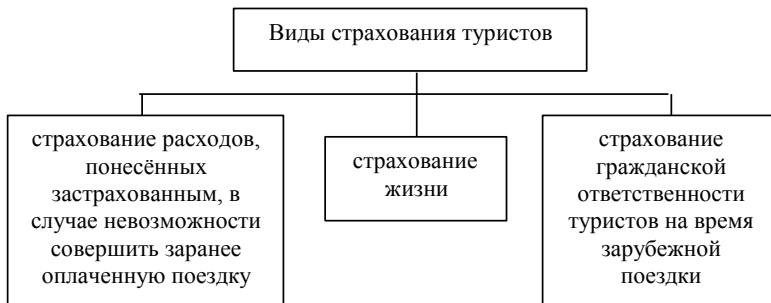 Виды страхования туристов
страхование расходов,
понесённых
застрахованным, в
случае невозможности
совершить заранее
оплаченную поездку
страхование
жизни
страхование
гражданской
ответственности
туристов на время
зарубежной
поездки